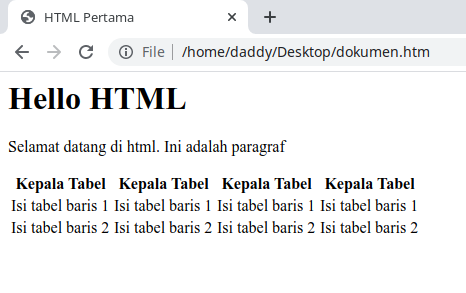 HTML Pertama
File | /home/daddy/Desktop/dokumen.htm
Hello HTML
Selamat datang di html. Ini adalah paragraf
Kepala Tabel Kepala Tabel Kepala Tabel Kepala Tabel
Isi tabel baris 1 Isi tabel baris 1 Isi tabel baris 1 Isi tabel baris 1
Isi tabel baris 2 Isi tabel baris 2 Isi tabel baris 2 Isi tabel baris 2